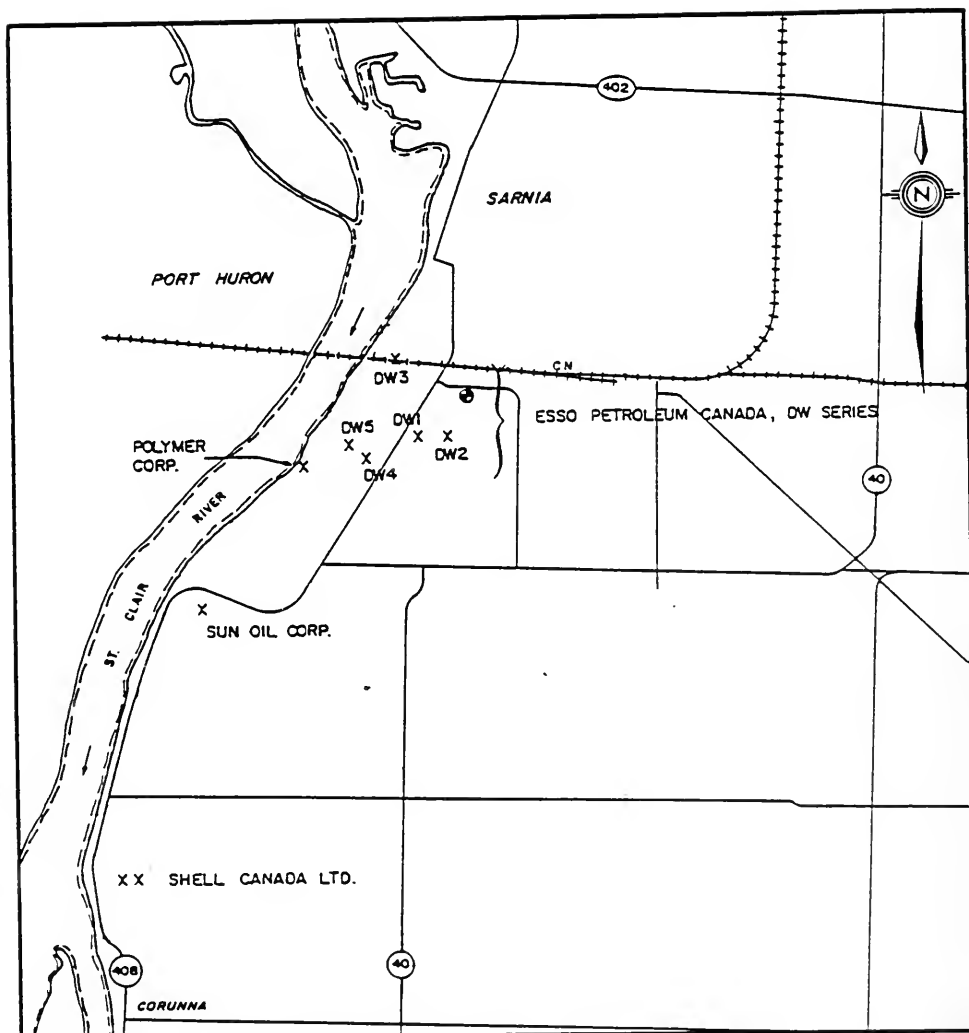 402
SARNIA
N
PORT HURON
CN
DW3
ESSO PETROLEUM CANADA, DW SERIES
DW5
DW1
DW2
DW4
POLYMER
CORP.
40
ST. CLAIR RIVER
SUN OIL CORP.
XX SHELL CANADA LTD.
408
40
CORUNNA